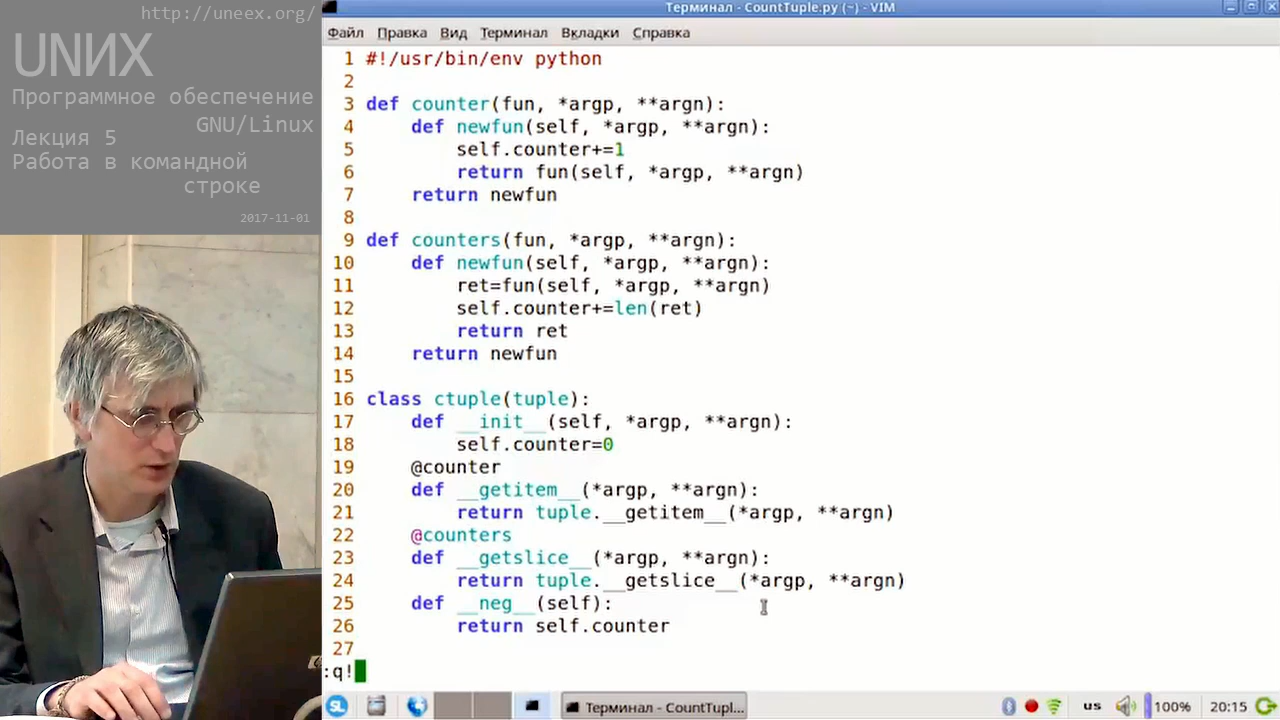 http://uneex.org/
UNИX
Программное обеспечение
GNU/Linux
Лекция 5
Работа в командной
строке
2017-11-01
Терминал - CountTuple.py (~) - VIM
Файл Правка Вид Терминал Вкладки Справка
1 #!/usr/bin/env python
2
3 def counter(fun, *argp, **argn):
4     def newfun(self, *argp, **argn):
5         self.counter+=1
6         return fun(self, *argp, **argn)
7     return newfun
8
9 def counters(fun, *argp, **argn):
10     def newfun(self, *argp, **argn):
11         ret=fun(self, *argp, **argn)
12         self.counter+=len(ret)
13         return ret
14     return newfun
15
16 class ctuple(tuple):
17     def __init__(self, *argp, **argn):
18         self.counter=0
19     @counter
20     def __getitem__(*argp, **argn):
21         return tuple.__getitem__(*argp, **argn)
22     @counters
23     def __getslice__(*argp, **argn):
24         return tuple.__getslice__(*argp, **argn)
25     def __neg__(self):
26         return self.counter
27
:q!
SL
Терминал - CountTupl...
us
100%
20:15